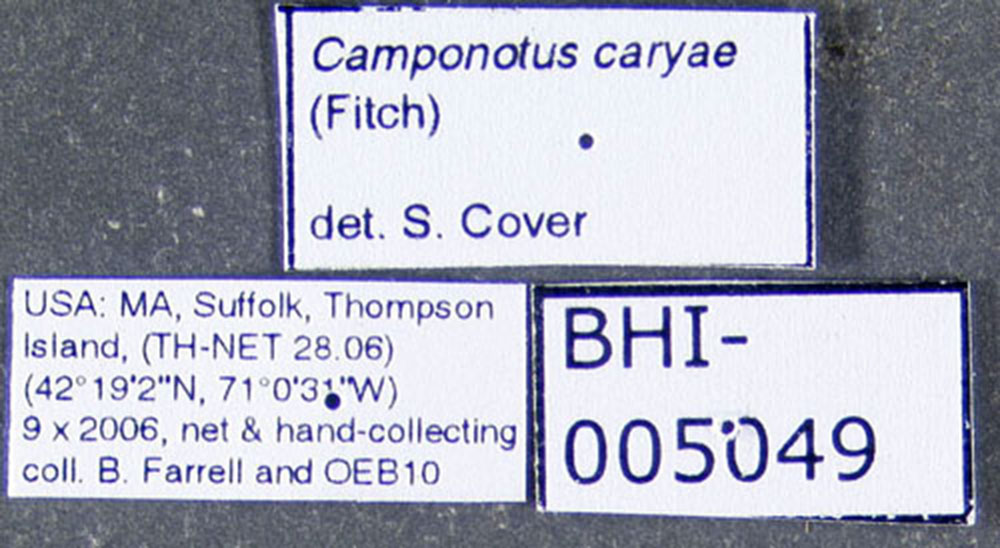 Camponotus caryae
(Fitch)
det. S. Cover
USA: MA, Suffolk, Thompson
Island, (TH-NET 28.06)
(42°19'2"N, 71°0'31"W)
9 x 2006, net & hand-collecting
coll. B. Farrell and OEB10
BHI-
005049